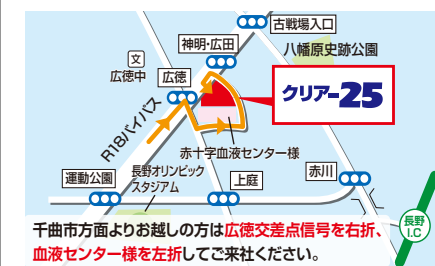 古戦場入口
神明・広田
八幡原史跡公園
文
広徳中
広徳
クリアー25
R18バイパス
赤十字血液センター様
長野オリンピック
スタジアム
運動公園
上庭
赤川
長野
I.C
千曲市方面よりお越しの方は広徳交差点信号を右折、
血液センター様を左折してご来社ください。